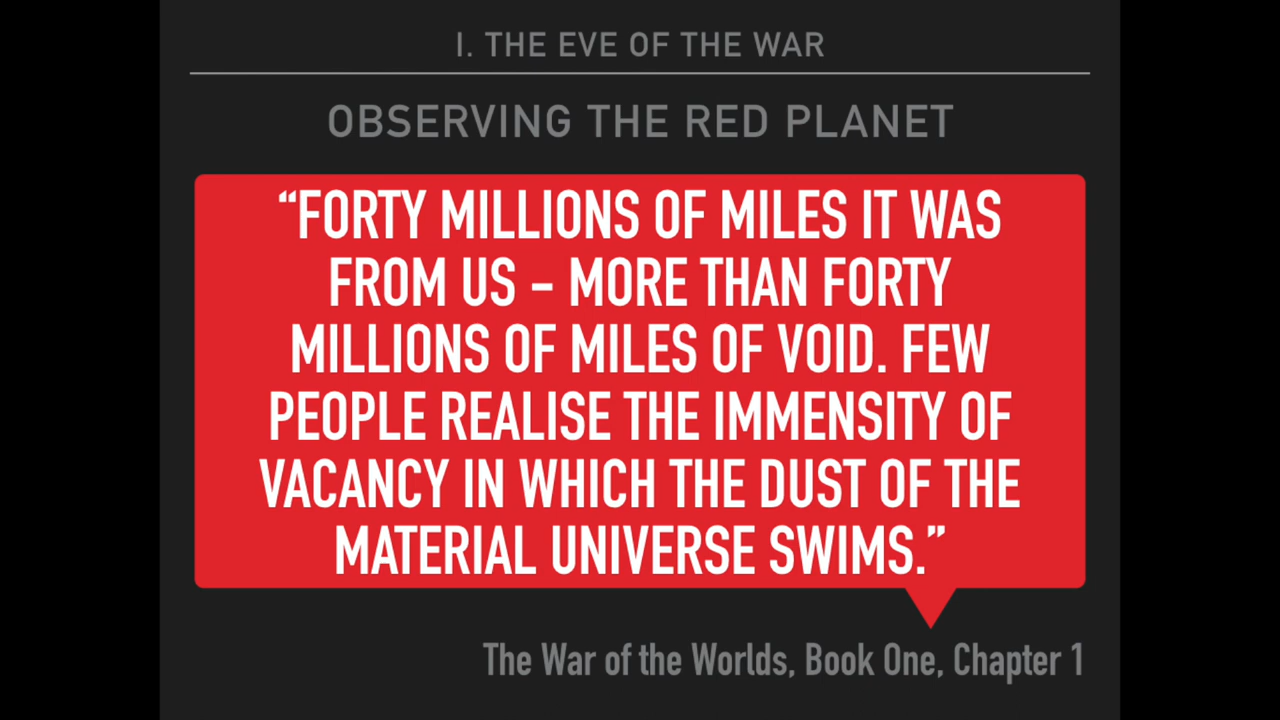 I. THE EVE OF THE WAR
OBSERVING THE RED PLANET
“FORTY MILLIONS OF MILES IT WAS
FROM US – MORE THAN FORTY
MILLIONS OF MILES OF VOID. FEW
PEOPLE REALISE THE IMMENSITY OF
VACANCY IN WHICH THE DUST OF THE
MATERIAL UNIVERSE SWIMS.”
The War of the Worlds, Book One, Chapter 1